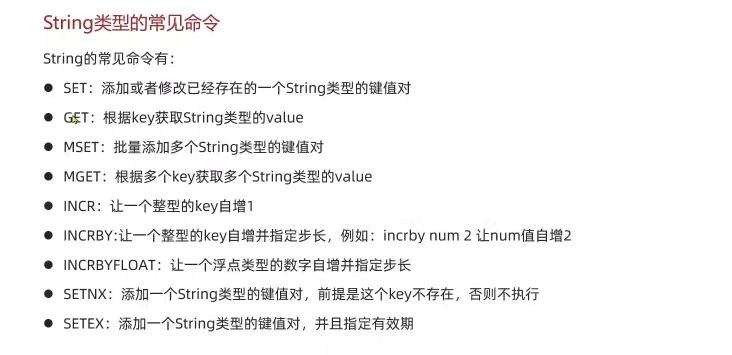 String类型的常见命令
String的常见命令有：
● SET：添加或者修改已经存在的一个String类型的键值对
● GET：根据key获取String类型的value
● MSET：批量添加多个String类型的键值对
● MGET：根据多个key获取多个String类型的value
● INCR：让一个整型的key自增1
● INCRBY:让一个整型的key自增并指定步长，例如：incrby num 2 让num值自增2
● INCRBYFLOAT：让一个浮点类型的数字自增并指定步长
● SETNX：添加一个String类型的键值对，前提是这个key不存在，否则不执行
● SETEX：添加一个String类型的键值对，并且指定有效期